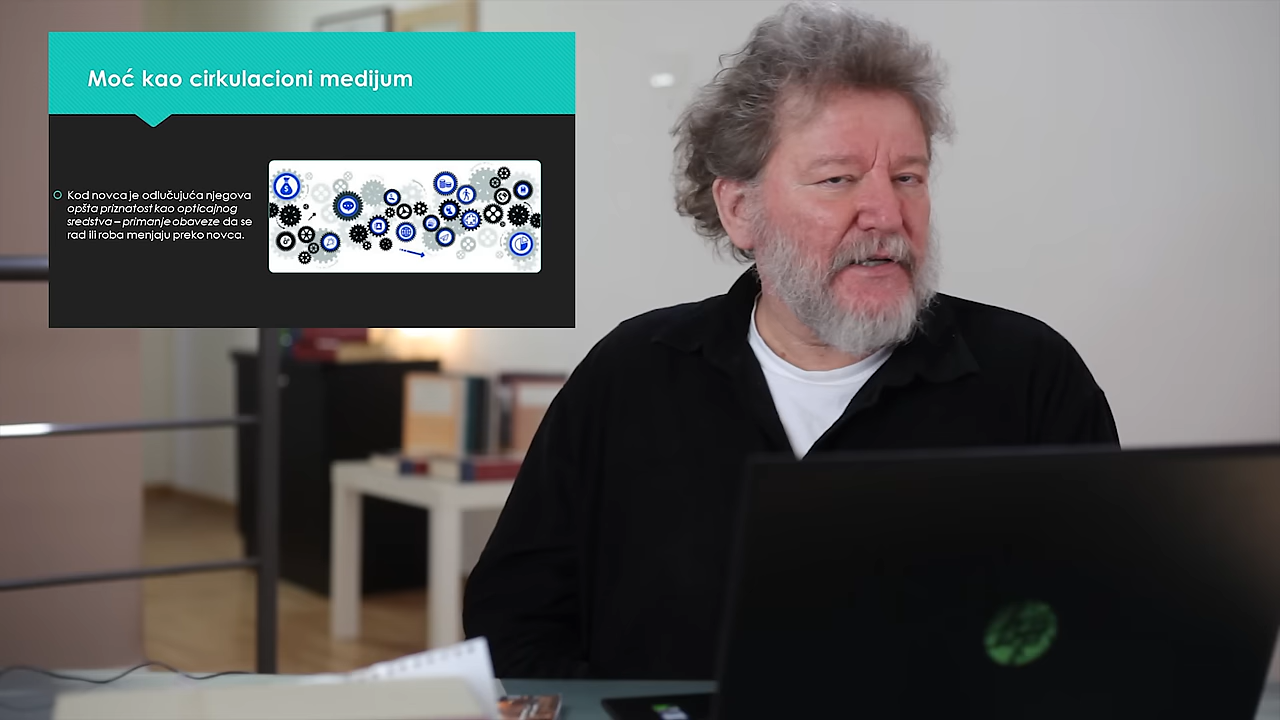 Moć kao cirkulacioni medijum
Kod novca je odlučujuća njegova
opšta priznatost kao opticajnog
sredstva – primanje obaveze da se
rad ili roba menjaju preko novca.